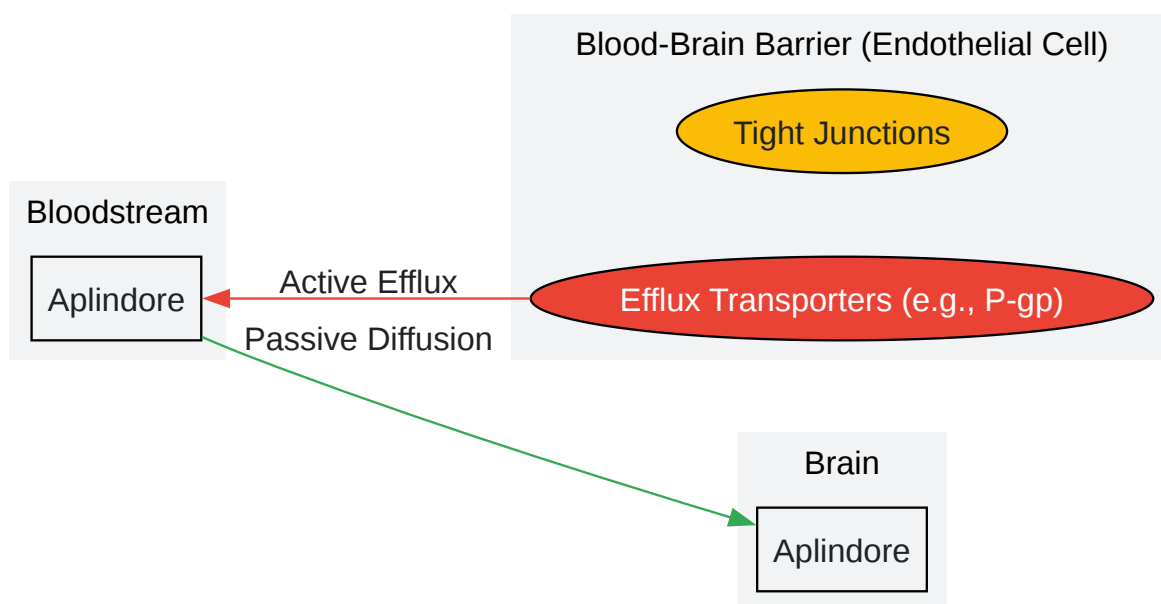 Blood-Brain Barrier (Endothelial Cell)
Tight Junctions
Bloodstream
Aplindore
Active Efflux
Efflux Transporters (e.g., P-gp)
Passive Diffusion
Brain
Aplindore